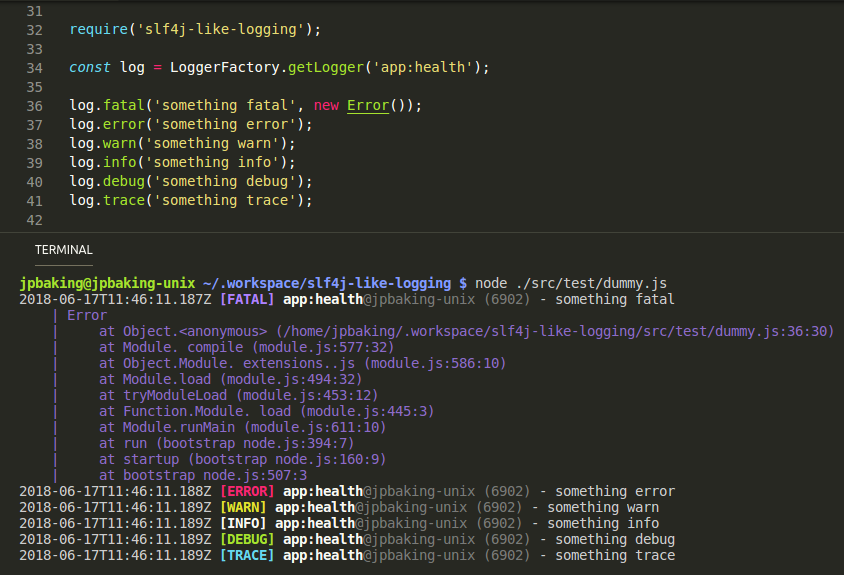 31
32 require('slf4j-like-logging');
33
34 const log = LoggerFactory.getLogger('app:health');
35
36 log.fatal('something fatal', new Error());
37 log.error('something error');
38 log.warn('something warn');
39 log.info('something info');
40 log.debug('something debug');
41 log.trace('something trace');
42
TERMINAL
jpbaking@jpbaking-unix ~/.workspace/slf4j-like-logging $ node ./src/test/dummy.js
2018-06-17T11:46:11.187Z [FATAL] app:health@jpbaking-unix (6902) - something fatal
| Error
| at Object.<anonymous> (/home/jpbaking/.workspace/slf4j-like-logging/src/test/dummy.js:36:30)
| at Module. compile (module.js:577:32)
| at Object.Module. extensions..js (module.js:586:10)
| at Module.load (module.js:494:32)
| at tryModuleLoad (module.js:453:12)
| at Function.Module. load (module.js:445:3)
| at Module.runMain (module.js:611:10)
| at run (bootstrap node.js:394:7)
| at startup (bootstrap node.js:160:9)
| at bootstrap node.js:507:3
2018-06-17T11:46:11.188Z [ERROR] app:health@jpbaking-unix (6902) - something error
2018-06-17T11:46:11.189Z [WARN] app:health@jpbaking-unix (6902) - something warn
2018-06-17T11:46:11.189Z [INFO] app:health@jpbaking-unix (6902) - something info
2018-06-17T11:46:11.189Z [DEBUG] app:health@jpbaking-unix (6902) - something debug
2018-06-17T11:46:11.189Z [TRACE] app:health@jpbaking-unix (6902) - something trace